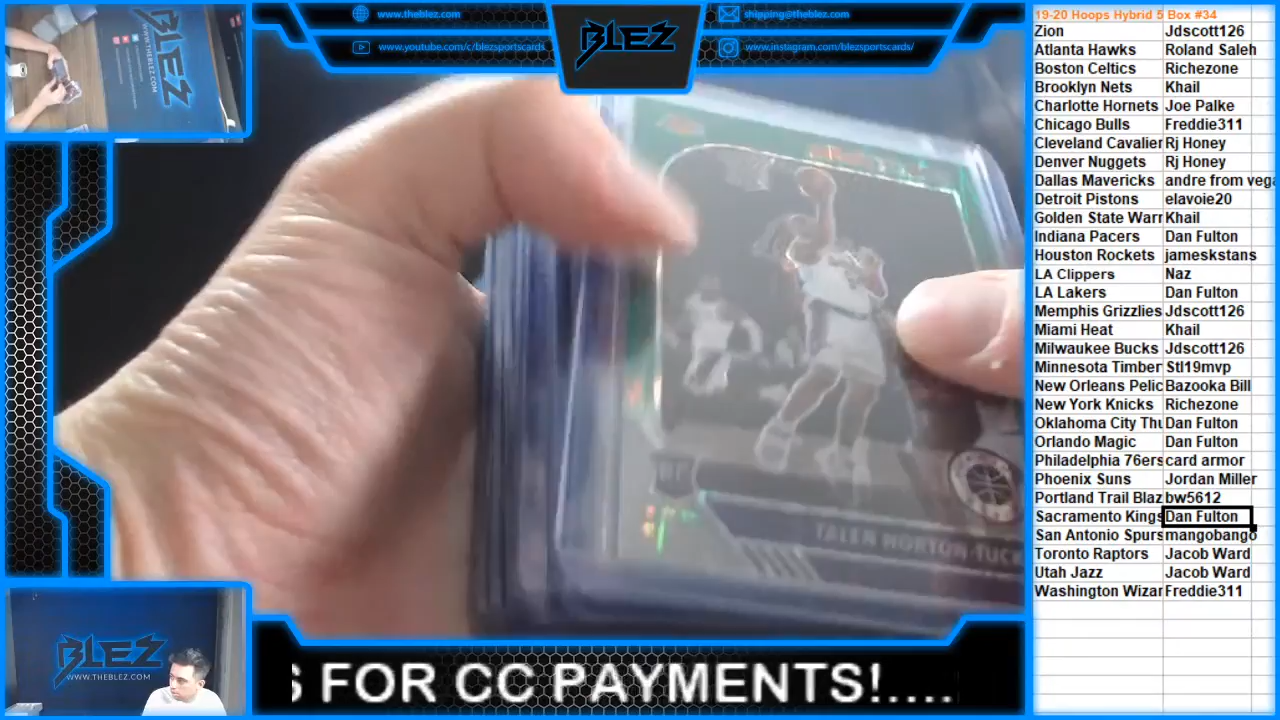 www.theblez.com
shipping@theblez.com
www.youtube.com/c/blezsportscards
www.instagram.com/blezsportscards/
BLEZ
BLEZ
WWW.THEBLEZ.COM
TALEN HORTON-TUCK
BLEZ
WWW.THEBLEZ.COM
S FOR CC PAYMENTS!....
19-20 Hoops Hybrid 5 Box #34
Zion Jdscott126
Atlanta Hawks Roland Saleh
Boston Celtics Richezone
Brooklyn Nets Khail
Charlotte Hornets Joe Palke
Chicago Bulls Freddie311
Cleveland Cavalier Rj Honey
Denver Nuggets Rj Honey
Dallas Mavericks andre from vega
Detroit Pistons elavoie20
Golden State Warr Khail
Indiana Pacers Dan Fulton
Houston Rockets jameskstans
LA Clippers Naz
LA Lakers Dan Fulton
Memphis Grizzlies Jdscott126
Miami Heat Khail
Milwaukee Bucks Jdscott126
Minnesota Timber Stl19mvp
New Orleans Pelic Bazooka Bill
New York Knicks Richezone
Oklahoma City Thu Dan Fulton
Orlando Magic Dan Fulton
Philadelphia 76ers card armor
Phoenix Suns Jordan Miller
Portland Trail Blaz bw5612
Sacramento Kings Dan Fulton
San Antonio Spurs mangobango
Toronto Raptors Jacob Ward
Utah Jazz Jacob Ward
Washington Wizar Freddie311